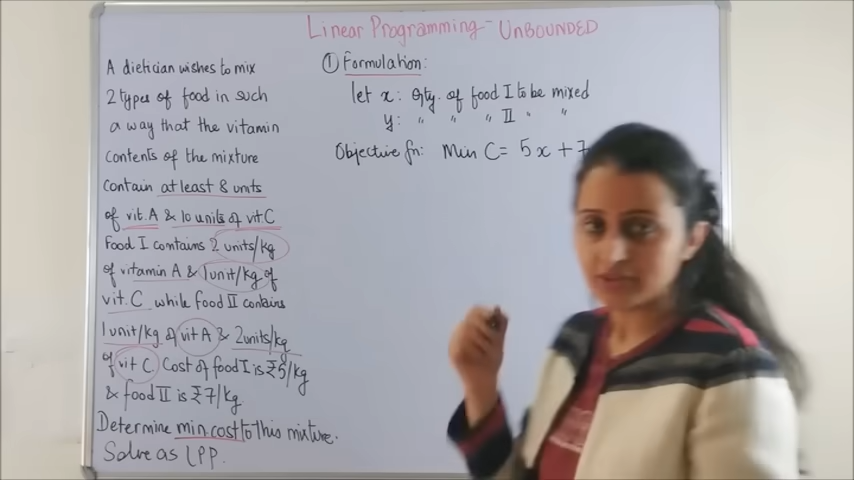 Linear Programming - UNBOUNDED
A dietician wishes to mix
2 types of food in such
a way that the vitamin
contents of the mixture
contain at least 8 units
of vit. A & 10 units of vit C
Food I contains 2 units/kg
of vitamin A & 1 unit/kg of
vit. C while food II contains
1 unit/kg of vit A & 2 units/kg
of vit C. Cost of food I is ₹5/kg
& food II is ₹7/kg
Determine min cost to this mixture.
Solve as LPP.
① Formulation:
let x: Qty. of food I to be mixed
y: " " " II " "
Objective fn: Min C = 5x + 7